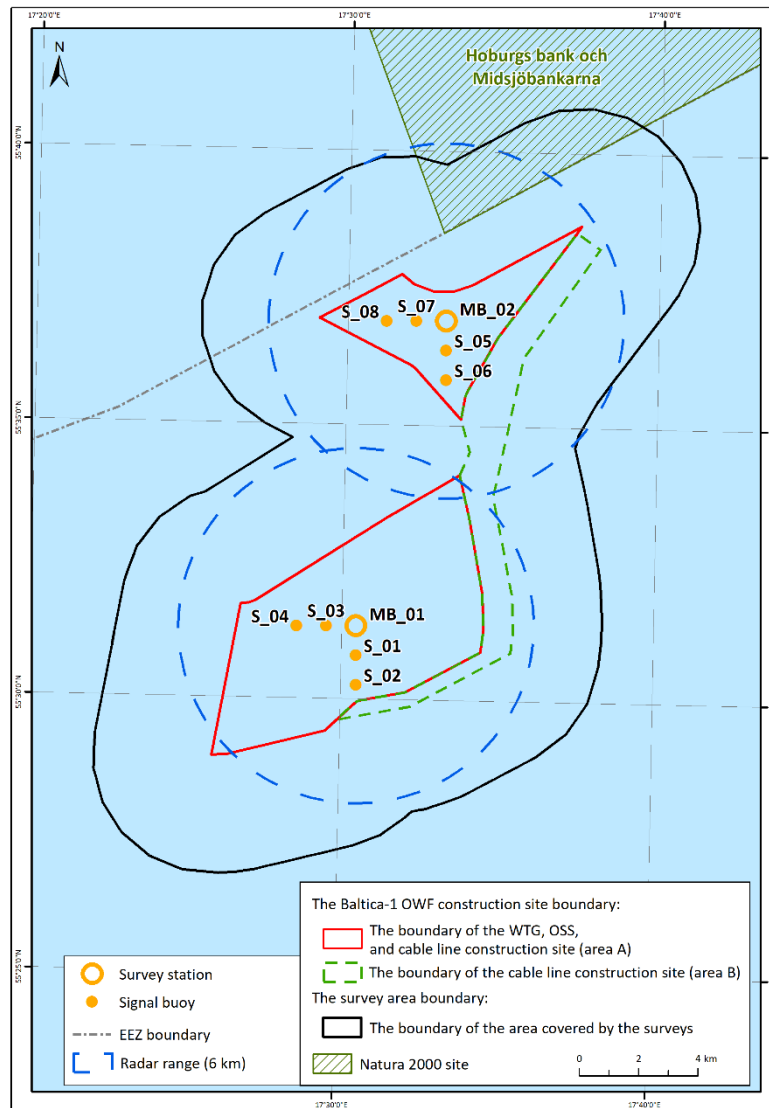 17°20'0"E
17°30'0"E
17°40'0"E
N
Hoburgs bank och
Midsjöbankarna
55°40'0"N
S_08
S_07
MB_02
S_05
S_06
55°35'0"N
S_04
S_03
MB_01
S_01
S_02
55°30'0"N
55°25'0"N
Survey station
Signal buoy
EEZ boundary
Radar range (6 km)
The Baltica-1 OWF construction site boundary:
The boundary of the WTG, OSS,
and cable line construction site (area A)
The boundary of the cable line construction site (area B)
The survey area boundary:
The boundary of the area covered by the surveys
Natura 2000 site
0 2 4 km
17°30'0"E
17°40'0"E